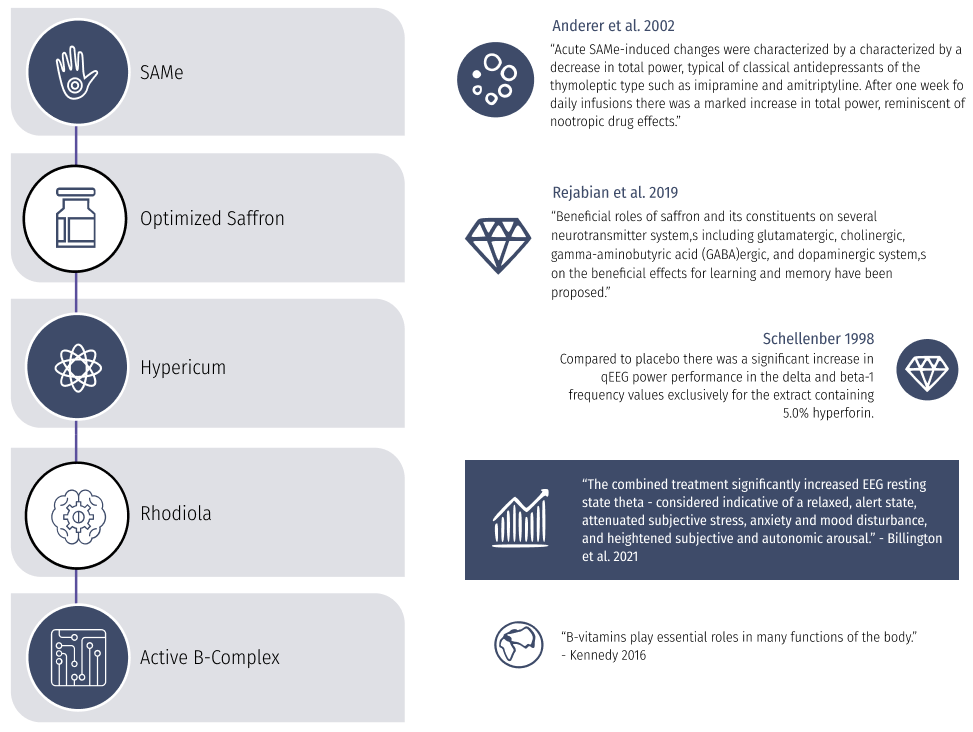 SAMe
Anderer et al. 2002
“Acute SAMe-induced changes were characterized by a characterized by a
decrease in total power, typical of classical antidepressants of the
thymoleptic type such as imipramine and amitriptyline. After one week fo
daily infusions there was a marked increase in total power, reminiscent of
nootropic drug effects.”
Optimized Saffron
Rejabian et al. 2019
“Beneficial roles of saffron and its constituents on several
neurotransmitter system,s including glutamatergic, cholinergic,
gamma-aminobutyric acid (GABA)ergic, and dopaminergic system,s
on the beneficial effects for learning and memory have been
proposed.”
Hypericum
Schellenber 1998
Compared to placebo there was a significant increase in
qEEG power performance in the delta and beta-1
frequency values exclusively for the extract containing
5.0% hyperforin.
Rhodiola
“The combined treatment significantly increased EEG resting
state theta - considered indicative of a relaxed, alert state,
attenuated subjective stress, anxiety and mood disturbance,
and heightened subjective and autonomic arousal.” - Billington
et al. 2021
Active B-Complex
“B-vitamins play essential roles in many functions of the body.”
- Kennedy 2016